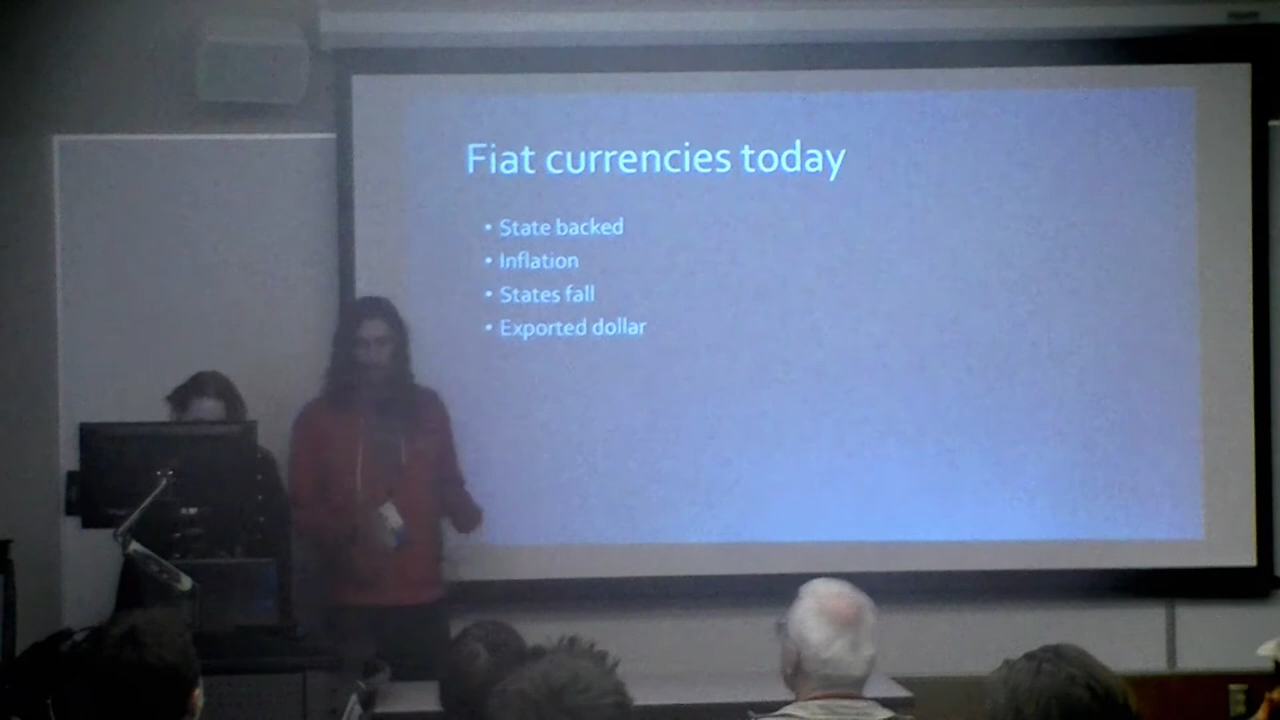 Fiat currencies today
• State backed
• Inflation
• States fall
• Exported dollar